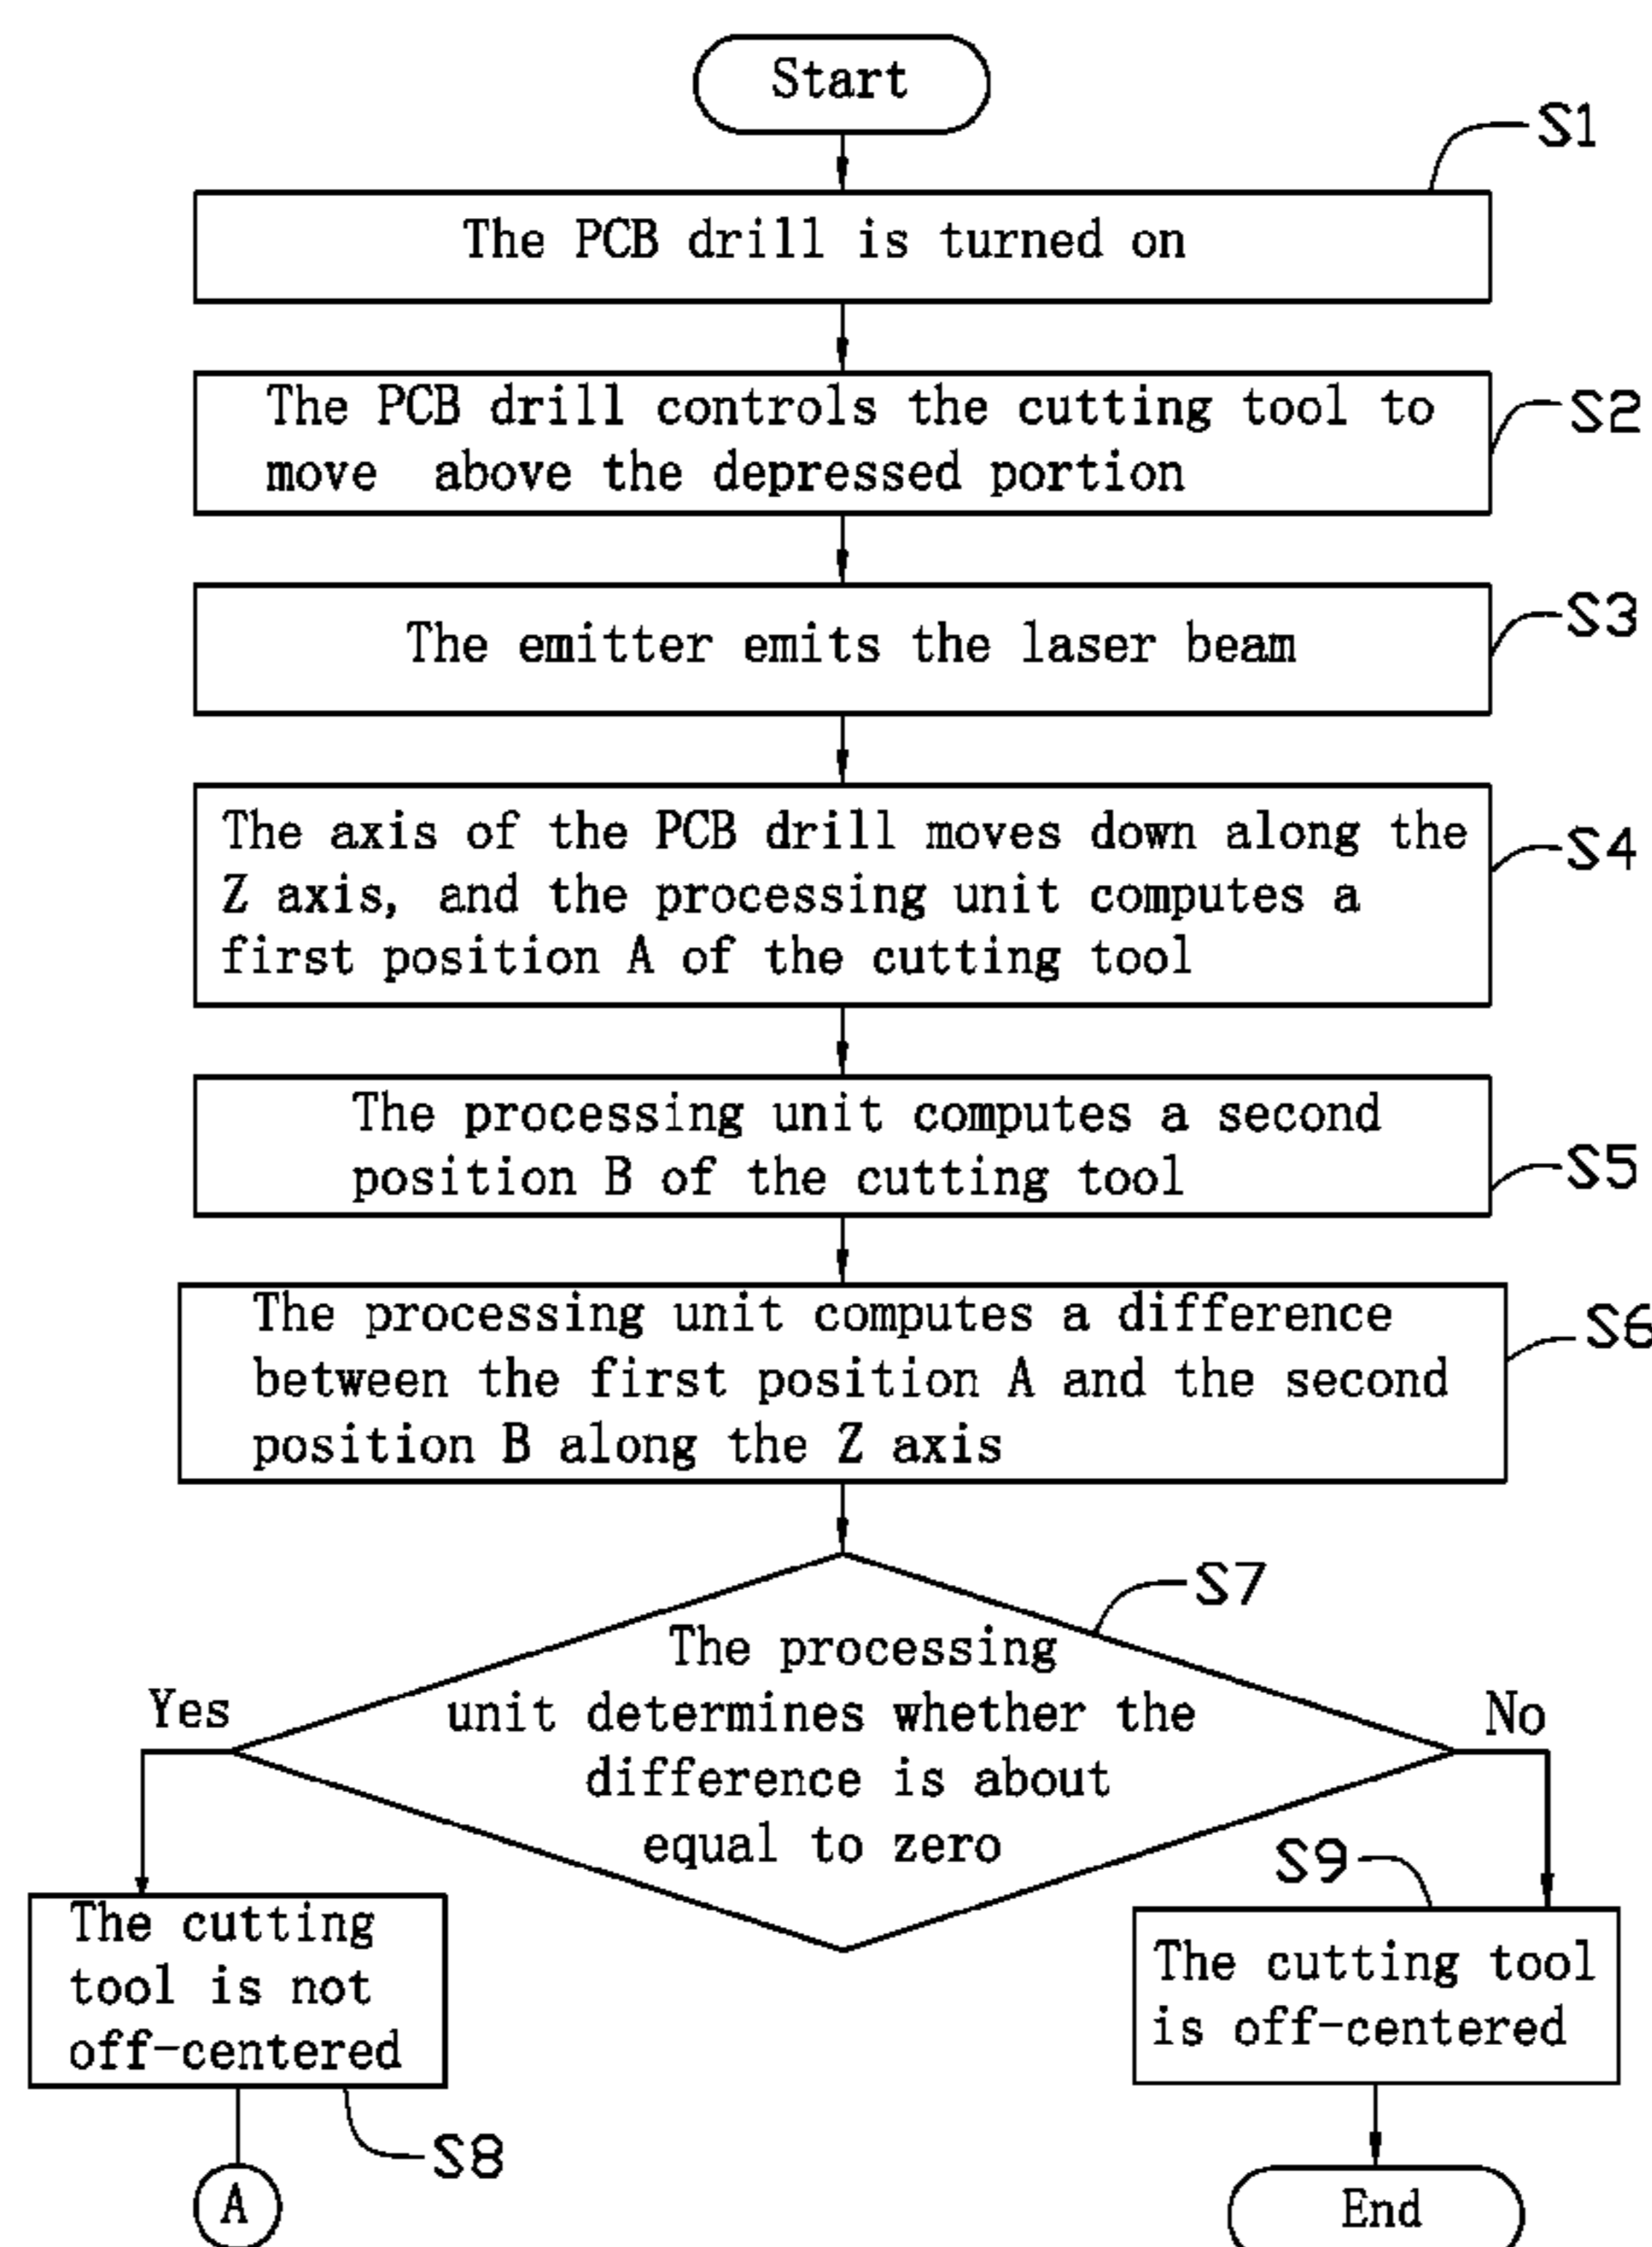 Start
S1
The PCB drill is turned on
The PCB drill controls the cutting tool to
move above the depressed portion
S2
The emitter emits the laser beam
S3
The axis of the PCB drill moves down along the
Z axis, and the processing unit computes a
first position A of the cutting tool
S4
The processing unit computes a second
position B of the cutting tool
S5
The processing unit computes a difference
between the first position A and the second
position B along the Z axis
S6
S7
The processing
unit determines whether the
difference is about
equal to zero
Yes
No
The cutting
tool is not
off-centered
S8
A
S9
The cutting tool
is off-centered
End